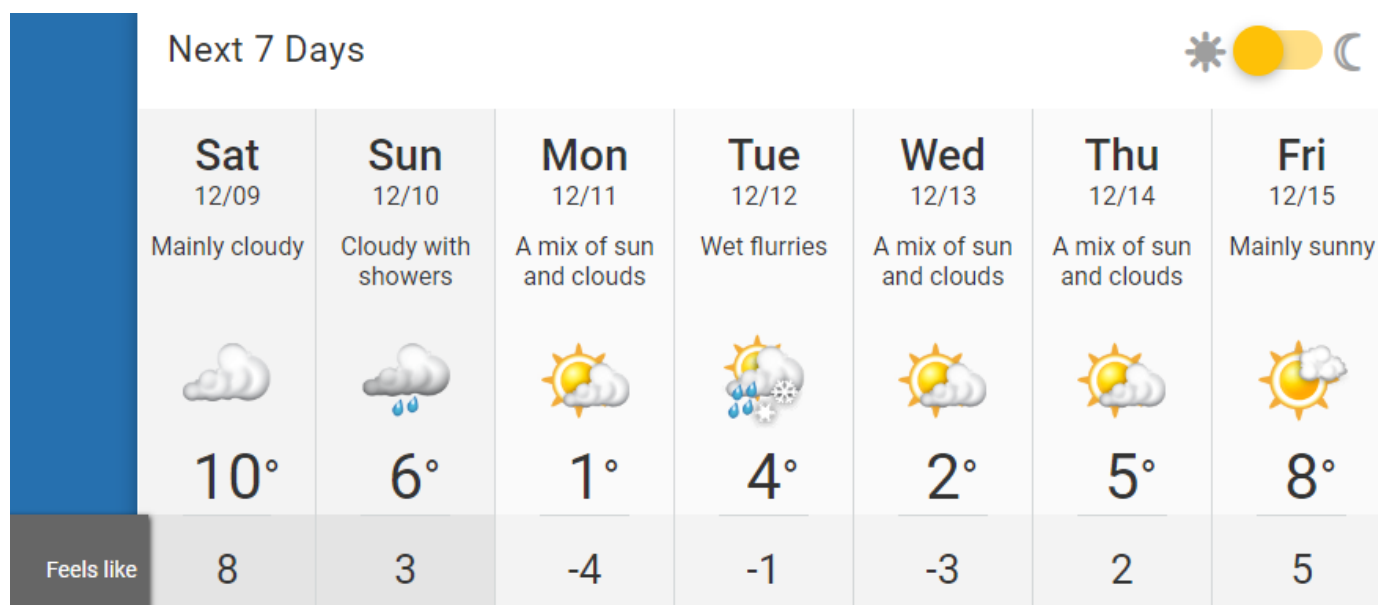 Next 7 Days
Sat
12/09
Mainly cloudy
10°
8
Sun
12/10
Cloudy with
showers
6°
3
Mon
12/11
A mix of sun
and clouds
1°
-4
Tue
12/12
Wet flurries
4°
-1
Wed
12/13
A mix of sun
and clouds
2°
-3
Thu
12/14
A mix of sun
and clouds
5°
2
Fri
12/15
Mainly sunny
8°
5
Feels like